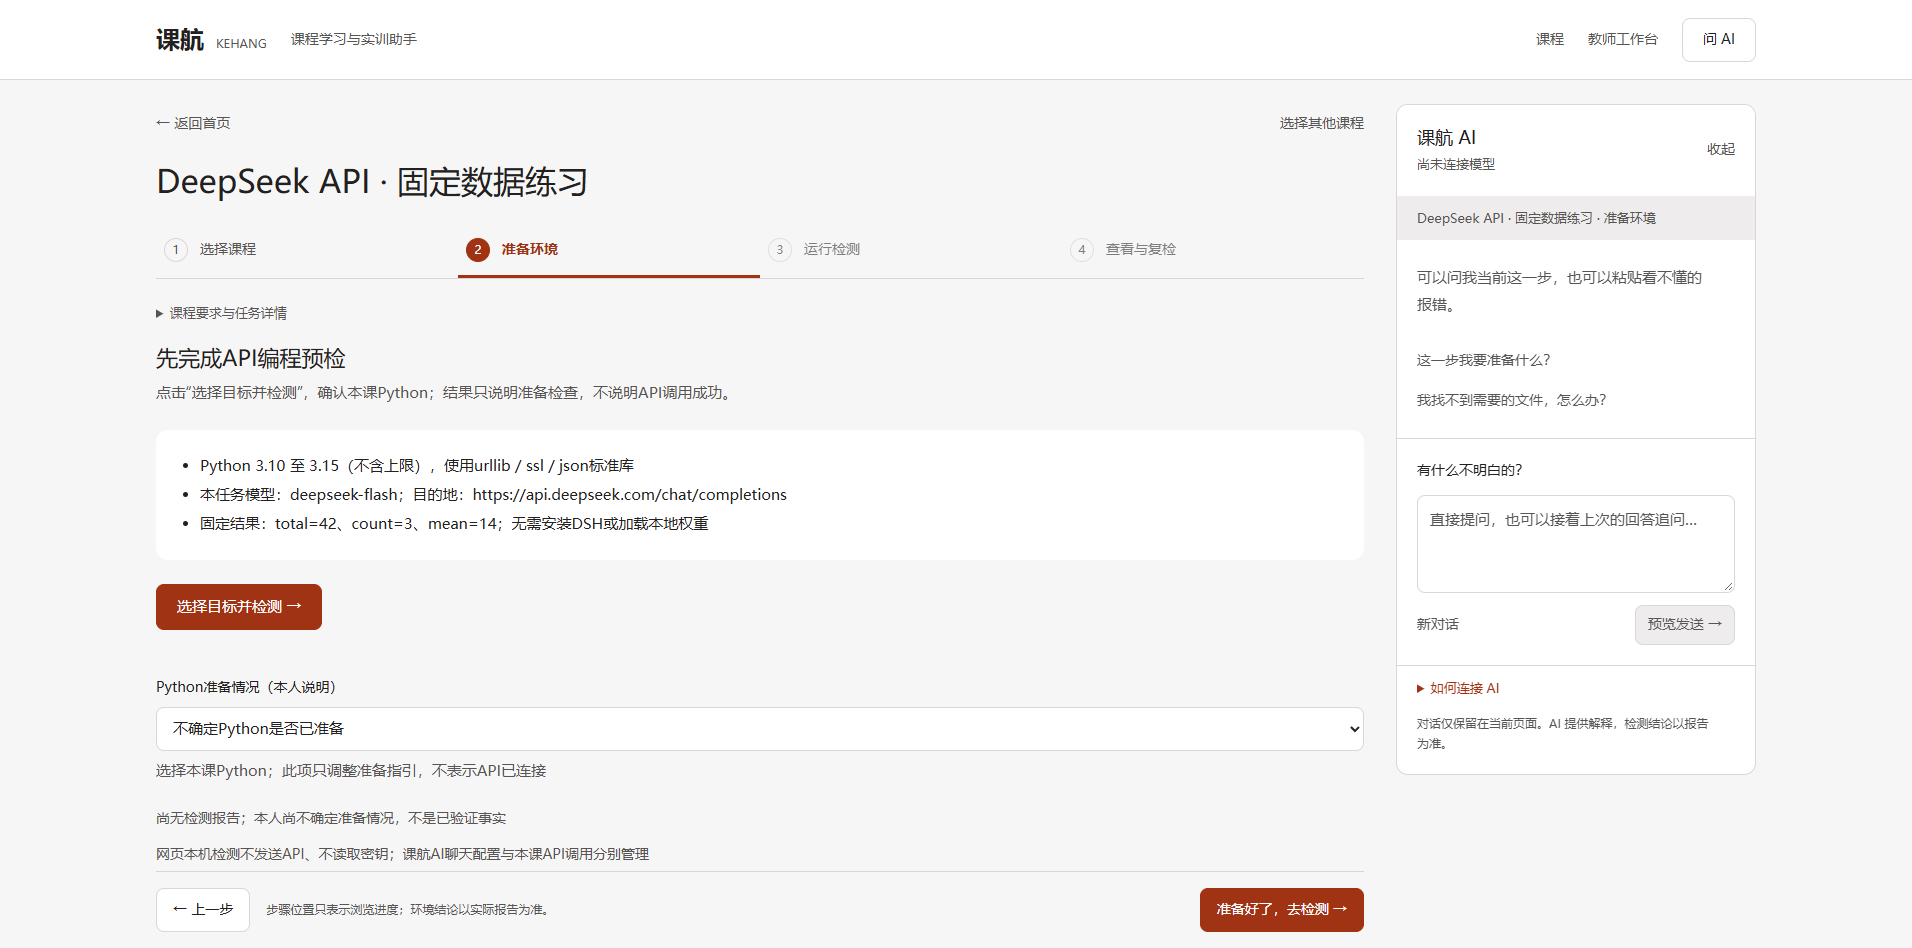 课航 KEHANG 课程学习与实训助手
课程 教师工作台 问 AI
← 返回首页
选择其他课程
DeepSeek API · 固定数据练习
1 选择课程
2 准备环境
3 运行检测
4 查看与复检
▶ 课程要求与任务详情
先完成API编程预检
点击“选择目标并检测”，确认本课Python；结果只说明准备检查，不说明API调用成功。
• Python 3.10 至 3.15（不含上限），使用urllib / ssl / json标准库
• 本任务模型：deepseek-flash；目的地：https://api.deepseek.com/chat/completions
• 固定结果：total=42、count=3、mean=14；无需安装DSH或加载本地权重
选择目标并检测 →
Python准备情况（本人说明）
不确定Python是否已准备
选择本课Python；此项只调整准备指引，不表示API已连接
尚无检测报告；本人尚不确定准备情况，不是已验证事实
网页本机检测不发送API、不读取密钥；课航AI聊天配置与本课API调用分别管理
← 上一步
步骤位置只表示浏览进度；环境结论以实际报告为准。
准备好了，去检测 →
课航 AI
尚未连接模型
收起
DeepSeek API · 固定数据练习 · 准备环境
可以问我当前这一步，也可以粘贴看不懂的
报错。
这一步我要准备什么？
我找不到需要的文件，怎么办？
有什么不明白的？
直接提问，也可以接着上次的回答追问...
新对话
预览发送 →
▶ 如何连接 AI
对话仅保留在当前页面。AI 提供解释，检测结论以报告
为准。